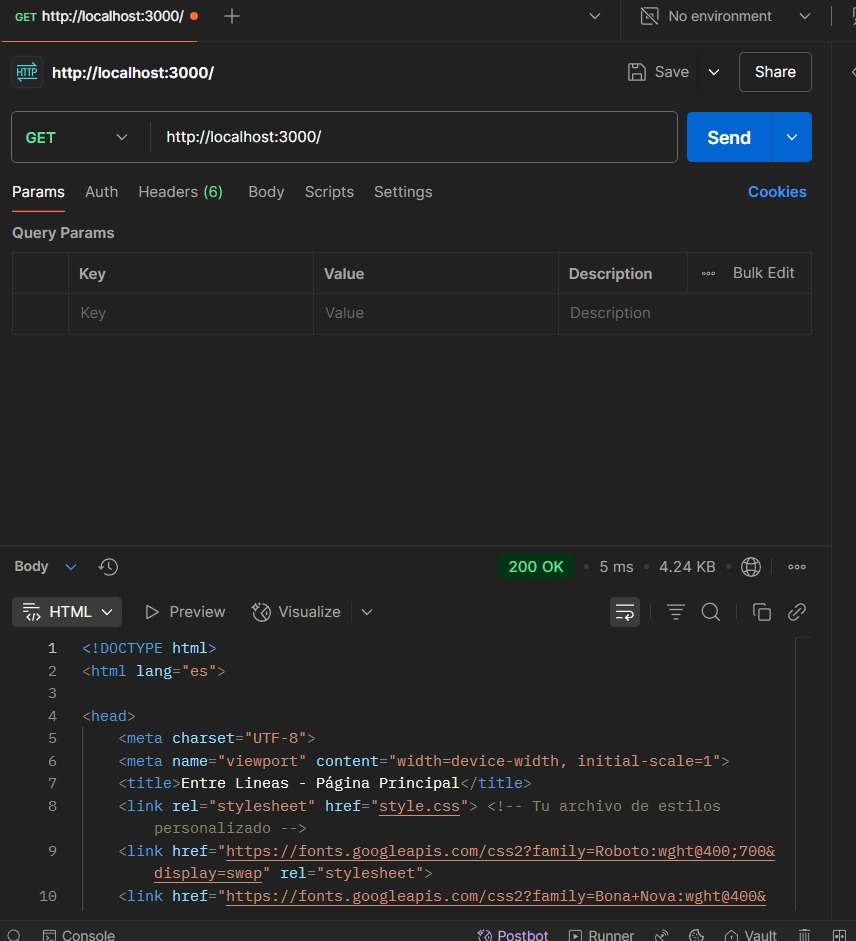 GET http://localhost:3000/
No environment
HTTP http://localhost:3000/
Save
Share
GET http://localhost:3000/
Send
Params Auth Headers (6) Body Scripts Settings Cookies
Query Params
Key Value Description Bulk Edit
Key Value Description
Body 200 OK • 5 ms • 4.24 KB
HTML Preview Visualize
1 <!DOCTYPE html>
2 <html lang="es">
3
4 <head>
5 <meta charset="UTF-8">
6 <meta name="viewport" content="width=device-width, initial-scale=1">
7 <title>Entre Lineas - Página Principal</title>
8 <link rel="stylesheet" href="style.css"> <!-- Tu archivo de estilos
personalizado -->
9 <link href="https://fonts.googleapis.com/css2?family=Roboto:wght@400;700&
display=swap" rel="stylesheet">
10 <link href="https://fonts.googleapis.com/css2?family=Bona+Nova:wght@400&
Console Postbot Runner Vault